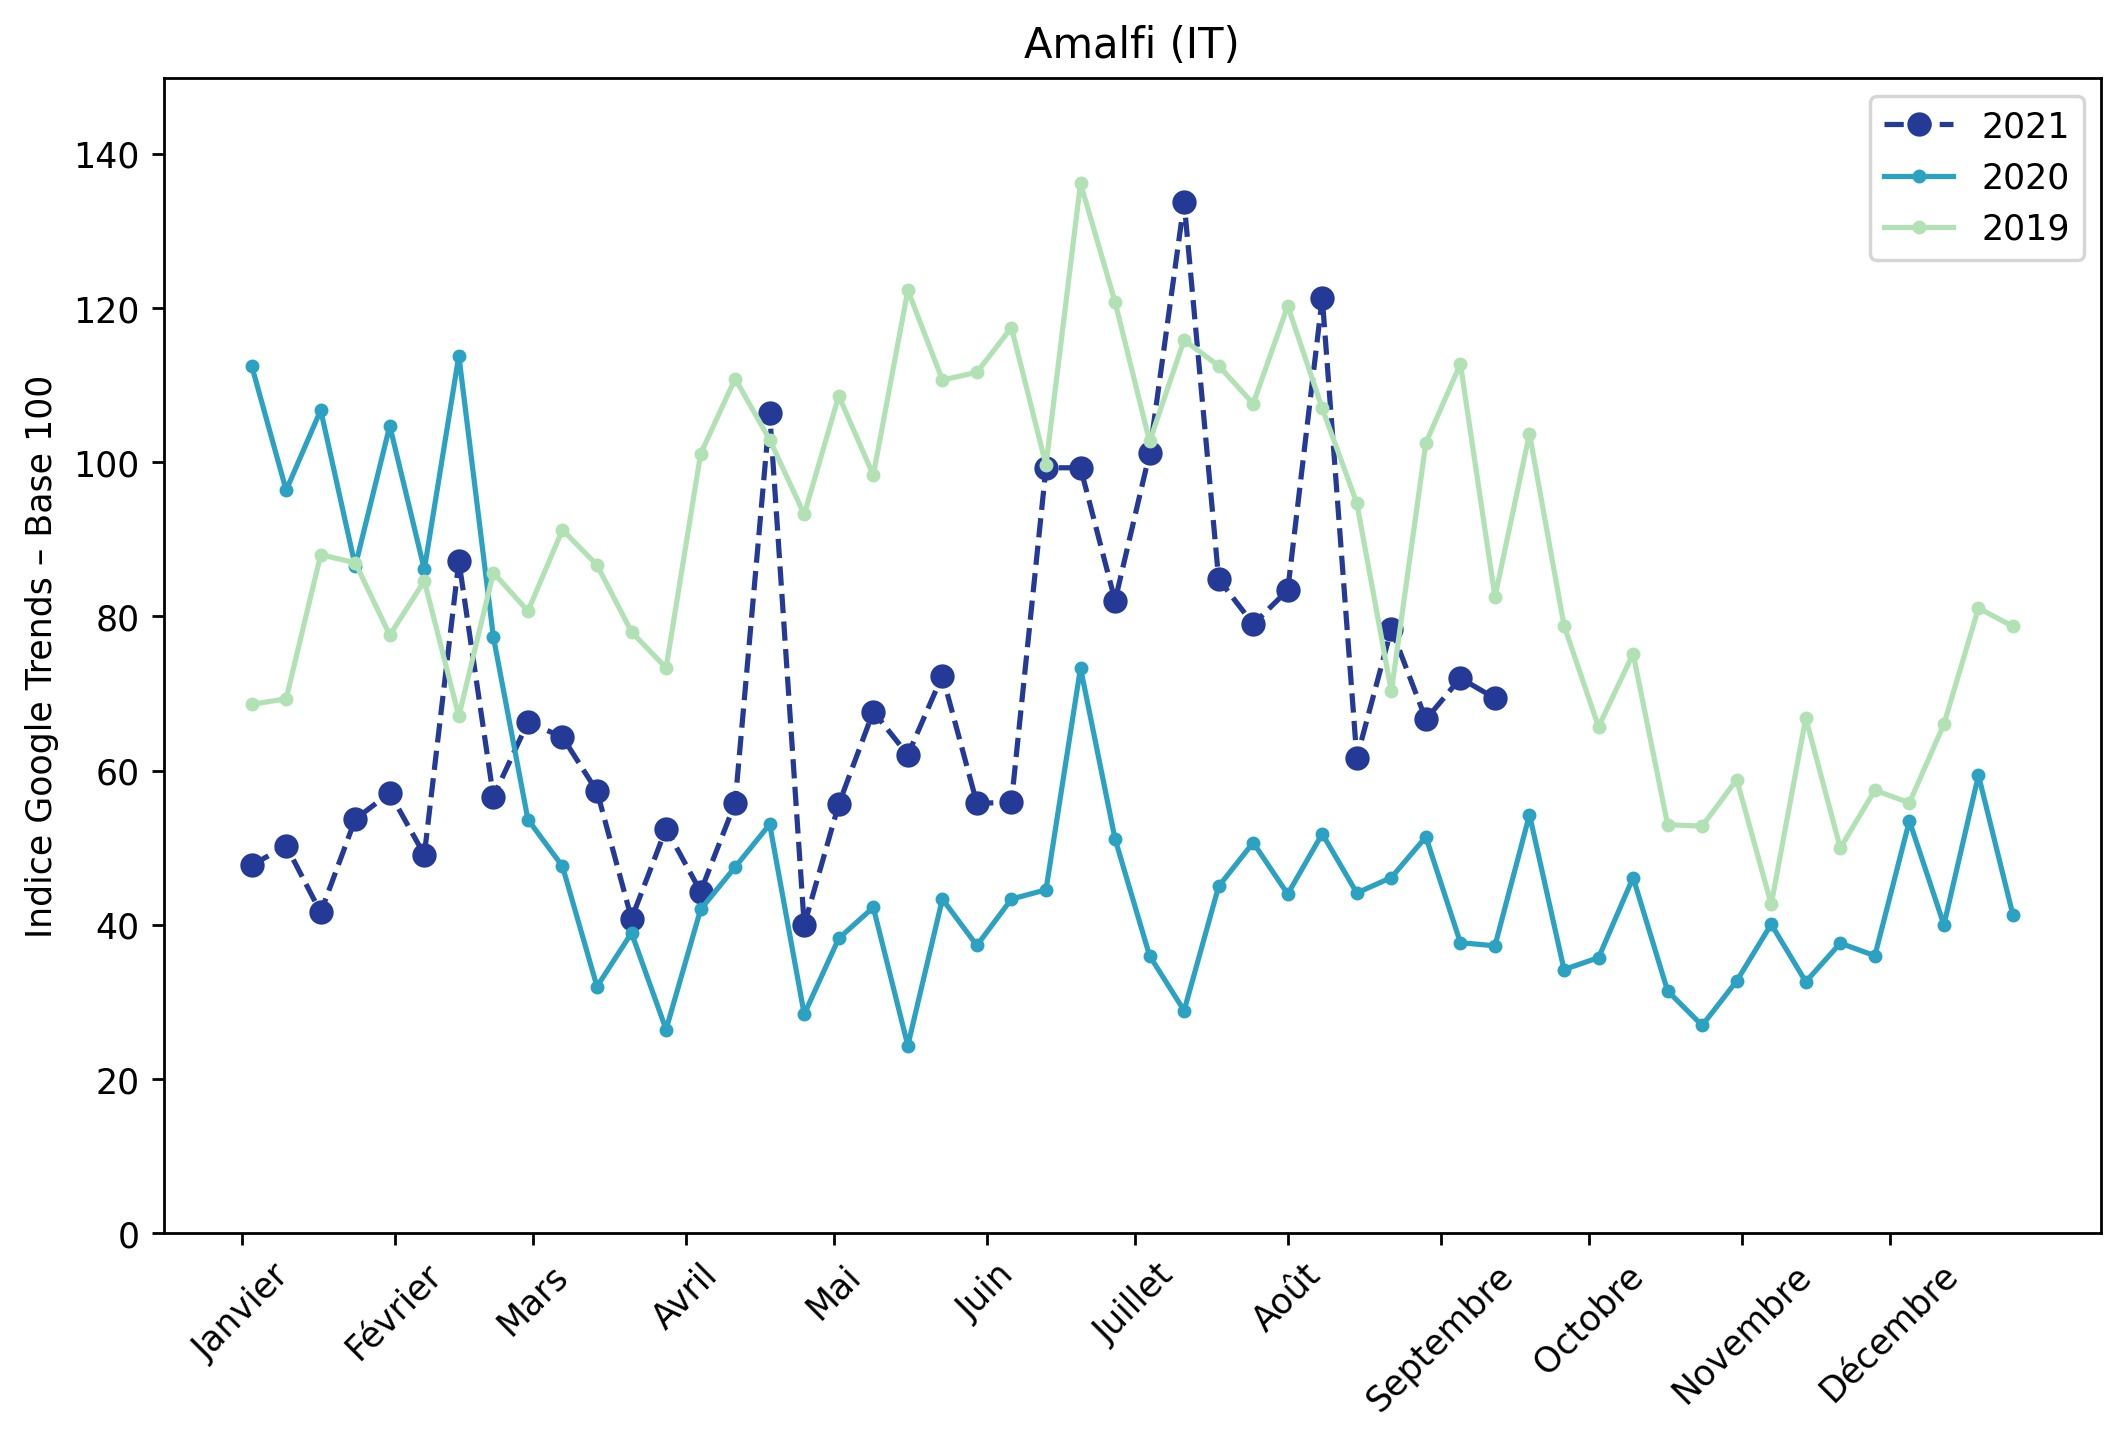 Amalfi (IT)
2021
2020
2019
Indice Google Trends – Base 100
140
120
100
80
60
40
20
0
Janvier
Février
Mars
Avril
Mai
Juin
Juillet
Août
Septembre
Octobre
Novembre
Décembre